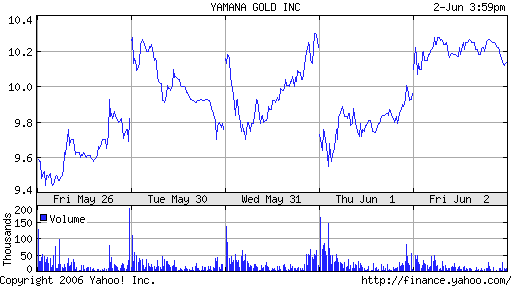 YAMANA GOLD INC 2-Jun 3:59pm
10.4
10.2
10.0
9.8
9.6
9.4
Fri May 26 Tue May 30 Wed May 31 Thu Jun 1 Fri Jun 2
Volume
Thousands
200
150
100
50
0
Copyright 2006 Yahoo! Inc. http://finance.yahoo.com/